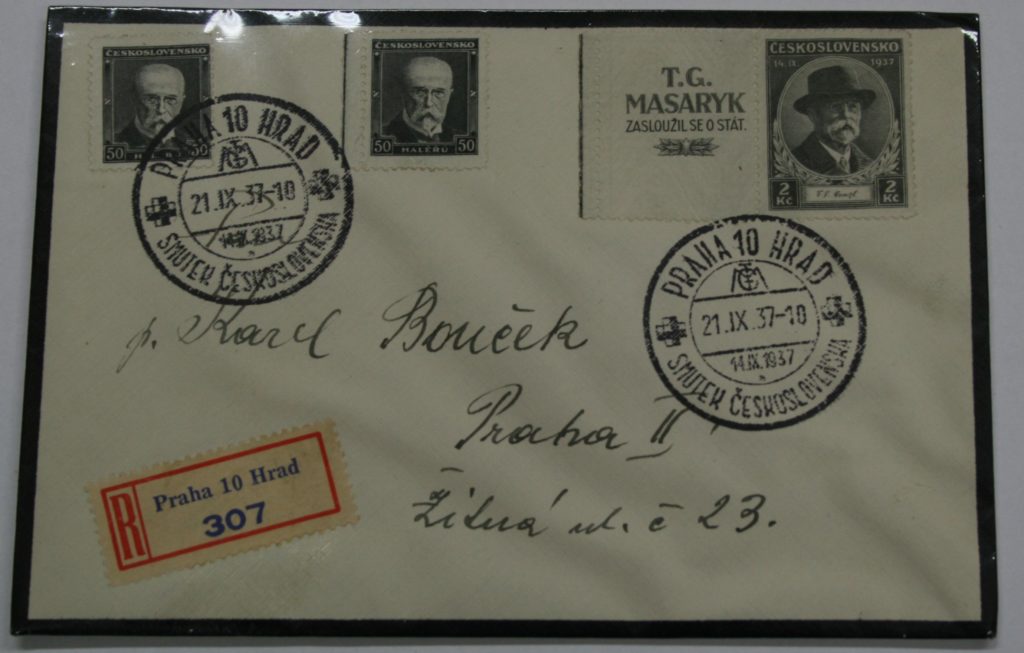 ČESKOSLOVENSKO
50 HALÉŘŮ
ČESKOSLOVENSKO
50 HALÉŘŮ 50
T.G.
MASARYK
ZASLOUŽIL SE O STÁT.
ČESKOSLOVENSKO
14. IX. 1937
2 Kč 2 Kč
PRAHA 10 HRAD
21.IX.37-10
14.IX.1937
SMUTEK ČESKOSLOVENSKA
PRAHA 10 HRAD
21.IX.37-10
14.IX.1937
SMUTEK ČESKOSLOVENSKA
p. Karel Bouček
Praha II
Žitná ul. č 23.
R Praha 10 Hrad
307